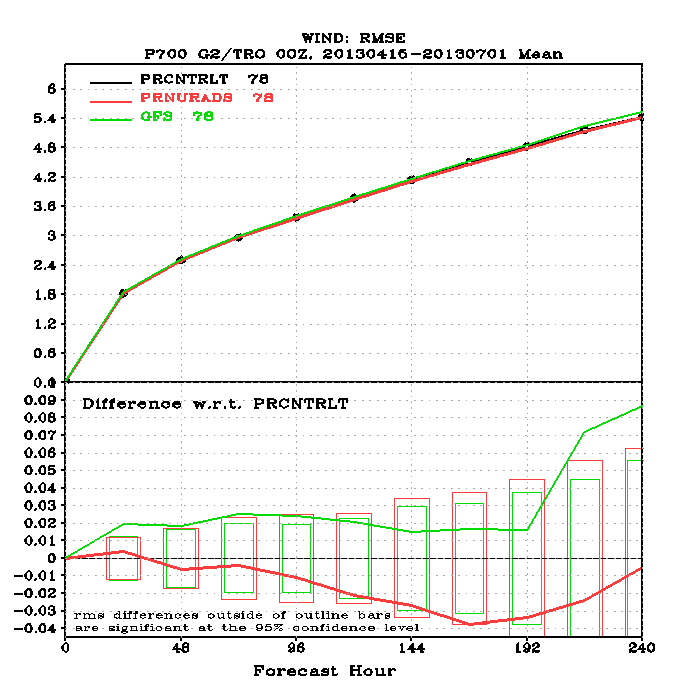 WIND: RMSE
P700 G2/TRO 00Z, 20130416-20130701 Mean
PRCNTRLT 78
PRNURADS 78
GFS 78
6
5.4
4.8
4.2
3.6
3
2.4
1.8
1.2
0.6
Difference w.r.t. PRCNTRLT
0.09
0.08
0.07
0.06
0.05
0.04
0.03
0.02
0.01
0
-0.01
-0.02
-0.03
-0.04
rms differences outside of outline bars
are significant at the 95% confidence level
0 48 96 144 192 240
Forecast Hour